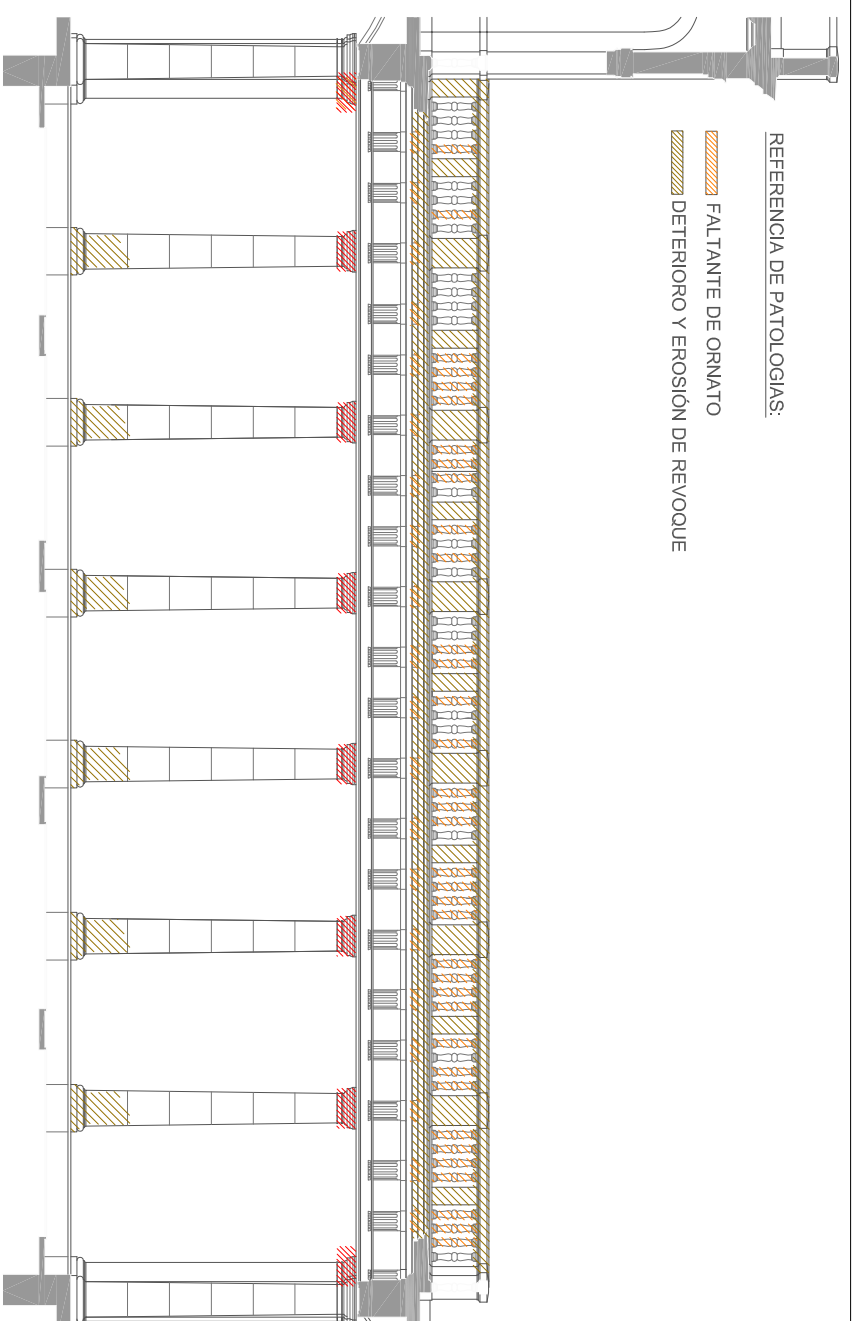 REFERENCIA DE PATOLOGIAS:
FALTANTE DE ORNATO
DETERIORO Y EROSIÓN DE REVOQUE